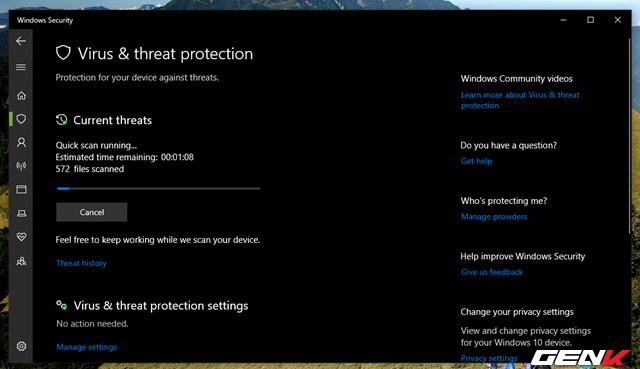 Windows Security
Virus & threat protection
Protection for your device against threats.
Current threats
Quick scan running...
Estimated time remaining: 00:01:08
572 files scanned
Cancel
Feel free to keep working while we scan your device.
Threat history
Virus & threat protection settings
No action needed.
Manage settings
Windows Community videos
Learn more about Virus & threat
protection
Do you have a question?
Get help
Who's protecting me?
Manage providers
Help improve Windows Security
Give us feedback
Change your privacy settings
View and change privacy settings
for your Windows 10 device.
Privacy settings
GENK